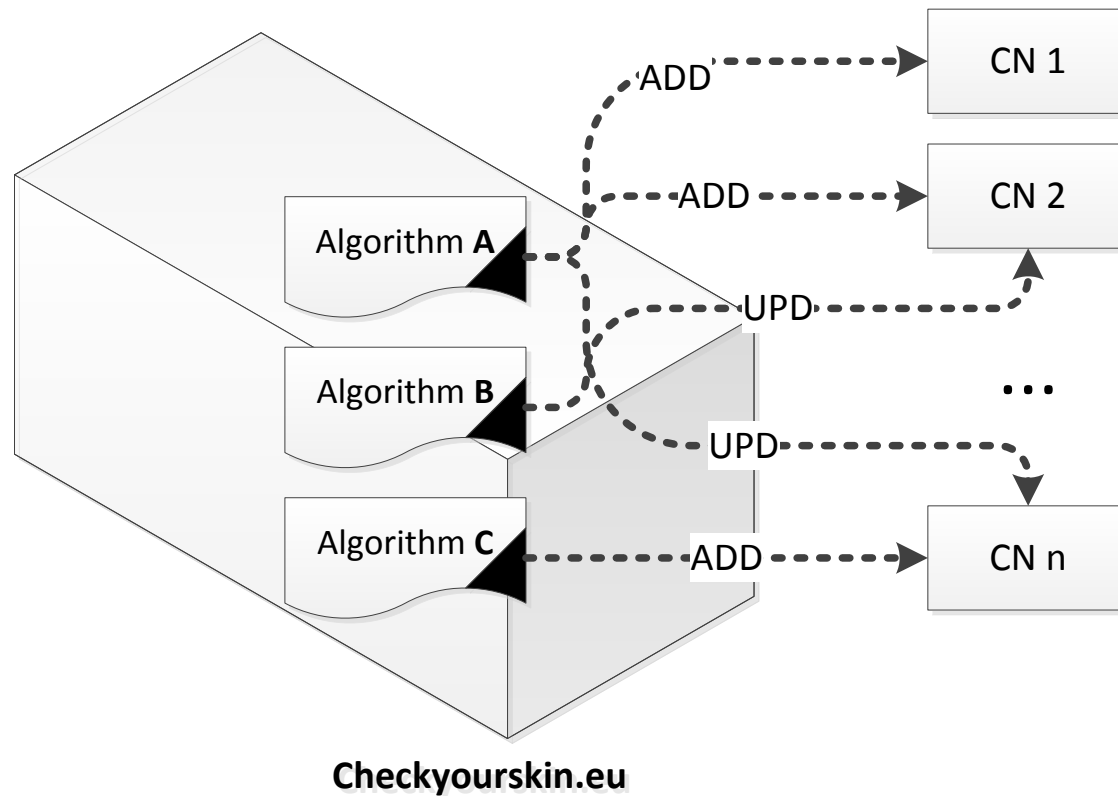 ADD
CN 1
ADD
CN 2
Algorithm A
UPD
Algorithm B
...
UPD
Algorithm C
ADD
CN n
Checkyourskin.eu